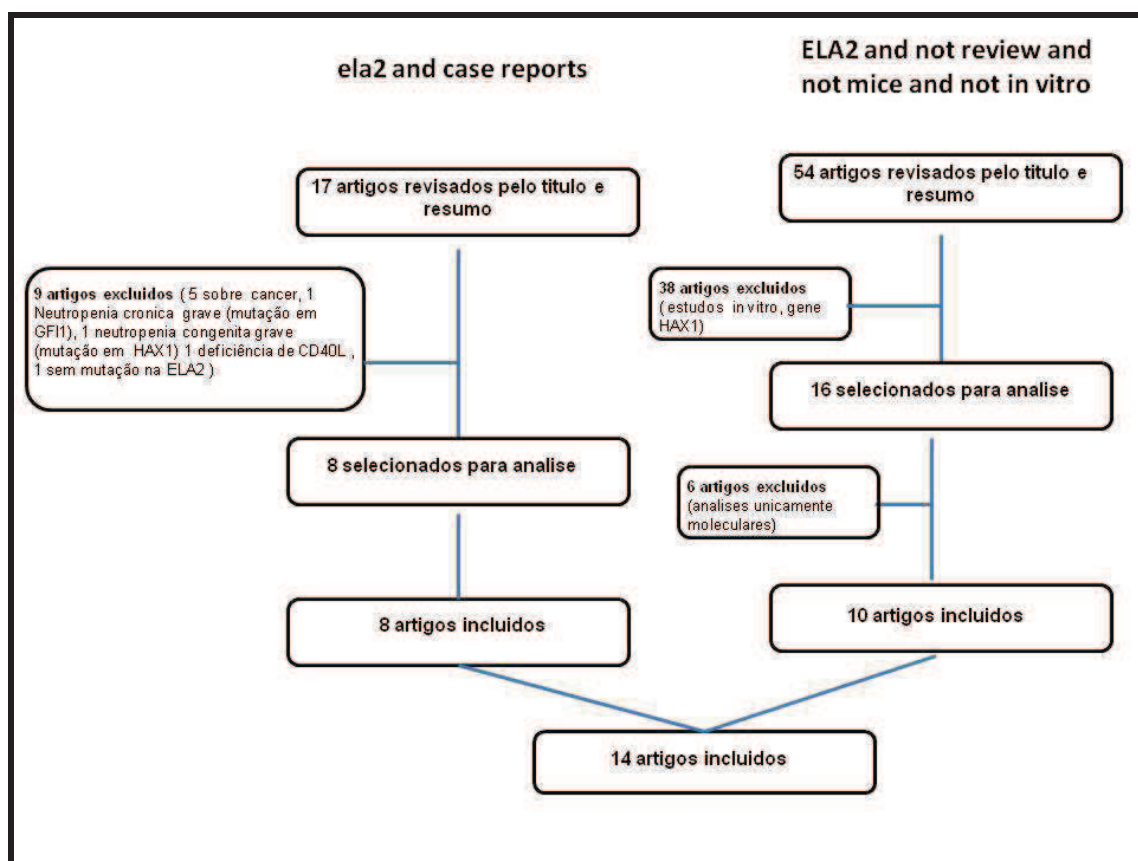 ela2 and case reports
ELA2 and not review and
not mice and not in vitro
17 artigos revisados pelo titulo e
resumo
54 artigos revisados pelo titulo e
resumo
9 artigos excluidos ( 5 sobre cancer, 1
Neutropenia cronica grave (mutação em
GFI1), 1 neutropenia congenita grave
(mutação em HAX1) 1 deficiência de CD40L ,
1 sem mutação na ELA2 )
38 artigos excluidos
( estudos in vitro, gene
HAX1)
16 selecionados para analise
8 selecionados para analise
6 artigos excluidos
(analises unicamente
moleculares)
8 artigos incluidos
10 artigos incluidos
14 artigos incluidos